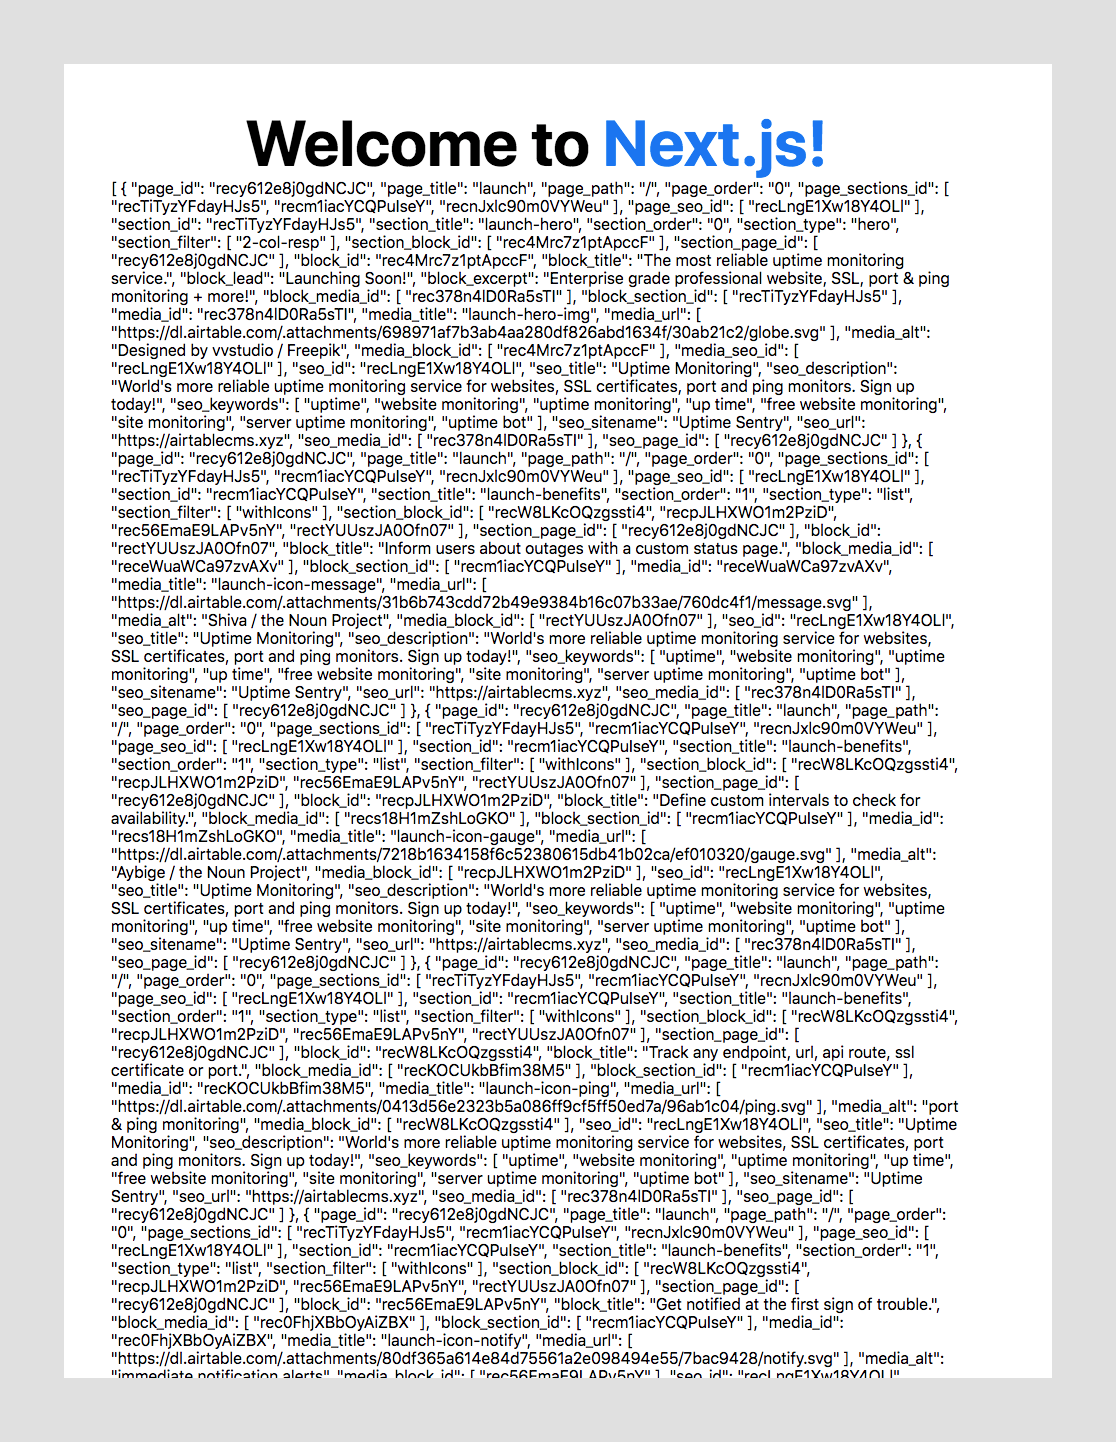 Welcome to Next.js!
[ { "page_id": "recy612e8j0gdNCJC", "page_title": "launch", "page_path": "/", "page_order": "0", "page_sections_id": [
"recTiTyzYFdayHJs5", "recm1iacYCQPuIseY", "recnJxlc90m0VYWeu" ], "page_seo_id": [ "recLngE1Xw18Y4OLl" ],
"section_id": "recTiTyzYFdayHJs5", "section_title": "launch-hero", "section_order": "0", "section_type": "hero",
"section_filter": [ "2-col-resp" ], "section_block_id": [ "rec4Mrc7z1ptApccF" ], "section_page_id": [
"recy612e8j0gdNCJC" ], "block_id": "rec4Mrc7z1ptApccF", "block_title": "The most reliable uptime monitoring
service.", "block_lead": "Launching Soon!", "block_excerpt": "Enterprise grade professional website, SSL, port & ping
monitoring + more!", "block_media_id": [ "rec378n4lD0Ra5sTI" ], "block_section_id": [ "recTiTyzYFdayHJs5" ],
"media_id": "rec378n4lD0Ra5sTI", "media_title": "launch-hero-img", "media_url": [
"https://dl.airtable.com/.attachments/698971af7b3ab4aa280df826abd1634f/30ab21c2/globe.svg" ], "media_alt":
"Designed by vvstudio / Freepik", "media_block_id": [ "rec4Mrc7z1ptApccF" ], "media_seo_id": [
"recLngE1Xw18Y4OLl" ], "seo_id": "recLngE1Xw18Y4OLl", "seo_title": "Uptime Monitoring", "seo_description":
"World's more reliable uptime monitoring service for websites, SSL certificates, port and ping monitors. Sign up
today!", "seo_keywords": [ "uptime", "website monitoring", "uptime monitoring", "up time", "free website monitoring",
"site monitoring", "server uptime monitoring", "uptime bot" ], "seo_sitename": "Uptime Sentry", "seo_url":
"https://airtablecms.xyz", "seo_media_id": [ "rec378n4lD0Ra5sTI" ], "seo_page_id": [ "recy612e8j0gdNCJC" ] }, {
"page_id": "recy612e8j0gdNCJC", "page_title": "launch", "page_path": "/", "page_order": "0", "page_sections_id": [
"recTiTyzYFdayHJs5", "recm1iacYCQPuIseY", "recnJxlc90m0VYWeu" ], "page_seo_id": [ "recLngE1Xw18Y4OLl" ],
"section_id": "recm1iacYCQPuIseY", "section_title": "launch-benefits", "section_order": "1", "section_type": "list",
"section_filter": [ "withIcons" ], "section_block_id": [ "recW8LKcOQzgssti4", "recpJLHXWO1m2PziD",
"rec56EmaE9LAPv5nY", "rectYUUszJA0Ofn07" ], "section_page_id": [ "recy612e8j0gdNCJC" ], "block_id":
"rectYUUszJA0Ofn07", "block_title": "Inform users about outages with a custom status page.", "block_media_id": [
"receWuaWCa97zvAXv" ], "block_section_id": [ "recm1iacYCQPuIseY" ], "media_id": "receWuaWCa97zvAXv",
"media_title": "launch-icon-message", "media_url": [
"https://dl.airtable.com/.attachments/31b6b743cdd72b49e9384b16c07b33ae/760dc4f1/message.svg" ],
"media_alt": "Shiva / the Noun Project", "media_block_id": [ "rectYUUszJA0Ofn07" ], "seo_id": "recLngE1Xw18Y4OLl",
"seo_title": "Uptime Monitoring", "seo_description": "World's more reliable uptime monitoring service for websites,
SSL certificates, port and ping monitors. Sign up today!", "seo_keywords": [ "uptime", "website monitoring", "uptime
monitoring", "up time", "free website monitoring", "site monitoring", "server uptime monitoring", "uptime bot" ],
"seo_sitename": "Uptime Sentry", "seo_url": "https://airtablecms.xyz", "seo_media_id": [ "rec378n4lD0Ra5sTI" ],
"seo_page_id": [ "recy612e8j0gdNCJC" ] }, { "page_id": "recy612e8j0gdNCJC", "page_title": "launch", "page_path":
"/", "page_order": "0", "page_sections_id": [ "recTiTyzYFdayHJs5", "recm1iacYCQPuIseY", "recnJxlc90m0VYWeu" ],
"page_seo_id": [ "recLngE1Xw18Y4OLl" ], "section_id": "recm1iacYCQPuIseY", "section_title": "launch-benefits",
"section_order": "1", "section_type": "list", "section_filter": [ "withIcons" ], "section_block_id": [ "recW8LKcOQzgssti4",
"recpJLHXWO1m2PziD", "rec56EmaE9LAPv5nY", "rectYUUszJA0Ofn07" ], "section_page_id": [
"recy612e8j0gdNCJC" ], "block_id": "recpJLHXWO1m2PziD", "block_title": "Define custom intervals to check for
availability.", "block_media_id": [ "recs18H1mZshLoGKO" ], "block_section_id": [ "recm1iacYCQPuIseY" ], "media_id":
"recs18H1mZshLoGKO", "media_title": "launch-icon-gauge", "media_url": [
"https://dl.airtable.com/.attachments/7218b1634158f6c52380615db41b02ca/ef010320/gauge.svg" ], "media_alt":
"Aybige / the Noun Project", "media_block_id": [ "recpJLHXWO1m2PziD" ], "seo_id": "recLngE1Xw18Y4OLl",
"seo_title": "Uptime Monitoring", "seo_description": "World's more reliable uptime monitoring service for websites,
SSL certificates, port and ping monitors. Sign up today!", "seo_keywords": [ "uptime", "website monitoring", "uptime
monitoring", "up time", "free website monitoring", "site monitoring", "server uptime monitoring", "uptime bot" ],
"seo_sitename": "Uptime Sentry", "seo_url": "https://airtablecms.xyz", "seo_media_id": [ "rec378n4lD0Ra5sTI" ],
"seo_page_id": [ "recy612e8j0gdNCJC" ] }, { "page_id": "recy612e8j0gdNCJC", "page_title": "launch", "page_path":
"/", "page_order": "0", "page_sections_id": [ "recTiTyzYFdayHJs5", "recm1iacYCQPuIseY", "recnJxlc90m0VYWeu" ],
"page_seo_id": [ "recLngE1Xw18Y4OLl" ], "section_id": "recm1iacYCQPuIseY", "section_title": "launch-benefits",
"section_order": "1", "section_type": "list", "section_filter": [ "withIcons" ], "section_block_id": [ "recW8LKcOQzgssti4",
"recpJLHXWO1m2PziD", "rec56EmaE9LAPv5nY", "rectYUUszJA0Ofn07" ], "section_page_id": [
"recy612e8j0gdNCJC" ], "block_id": "recW8LKcOQzgssti4", "block_title": "Track any endpoint, url, api route, ssl
certificate or port.", "block_media_id": [ "recKOCUkbBfim38M5" ], "block_section_id": [ "recm1iacYCQPuIseY" ],
"media_id": "recKOCUkbBfim38M5", "media_title": "launch-icon-ping", "media_url": [
"https://dl.airtable.com/.attachments/0413d56e2323b5a086ff9cf5ff50ed7a/96ab1c04/ping.svg" ], "media_alt": "port
& ping monitoring", "media_block_id": [ "recW8LKcOQzgssti4" ], "seo_id": "recLngE1Xw18Y4OLl", "seo_title": "Uptime
Monitoring", "seo_description": "World's more reliable uptime monitoring service for websites, SSL certificates, port
and ping monitors. Sign up today!", "seo_keywords": [ "uptime", "website monitoring", "uptime monitoring", "up time",
"free website monitoring", "site monitoring", "server uptime monitoring", "uptime bot" ], "seo_sitename": "Uptime
Sentry", "seo_url": "https://airtablecms.xyz", "seo_media_id": [ "rec378n4lD0Ra5sTI" ], "seo_page_id": [
"recy612e8j0gdNCJC" ] }, { "page_id": "recy612e8j0gdNCJC", "page_title": "launch", "page_path": "/", "page_order":
"0", "page_sections_id": [ "recTiTyzYFdayHJs5", "recm1iacYCQPuIseY", "recnJxlc90m0VYWeu" ], "page_seo_id": [
"recLngE1Xw18Y4OLl" ], "section_id": "recm1iacYCQPuIseY", "section_title": "launch-benefits", "section_order": "1",
"section_type": "list", "section_filter": [ "withIcons" ], "section_block_id": [ "recW8LKcOQzgssti4",
"recpJLHXWO1m2PziD", "rec56EmaE9LAPv5nY", "rectYUUszJA0Ofn07" ], "section_page_id": [
"recy612e8j0gdNCJC" ], "block_id": "rec56EmaE9LAPv5nY", "block_title": "Get notified at the first sign of trouble.",
"block_media_id": [ "rec0FhjXBbOyAiZBX" ], "block_section_id": [ "recm1iacYCQPuIseY" ], "media_id":
"rec0FhjXBbOyAiZBX", "media_title": "launch-icon-notify", "media_url": [
"https://dl.airtable.com/.attachments/80df365a614e84d75561a2e098494e55/7bac9428/notify.svg" ], "media_alt":
"immediate notification alerts", "media_block_id": [ "rec56EmaE9LAPv5nY" ], "seo_id": "recLngE1Xw18Y4OLl",